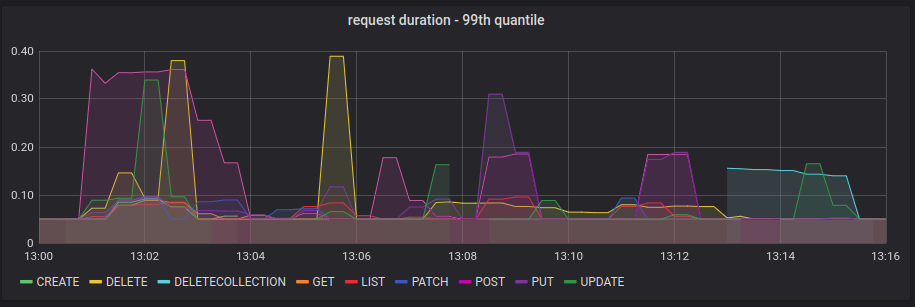 request duration - 99th quantile
0.40
0.30
0.20
0.10
0
13:00 13:02 13:04 13:06 13:08 13:10 13:12 13:14 13:16
CREATE DELETE DELETECOLLECTION GET LIST PATCH POST PUT UPDATE